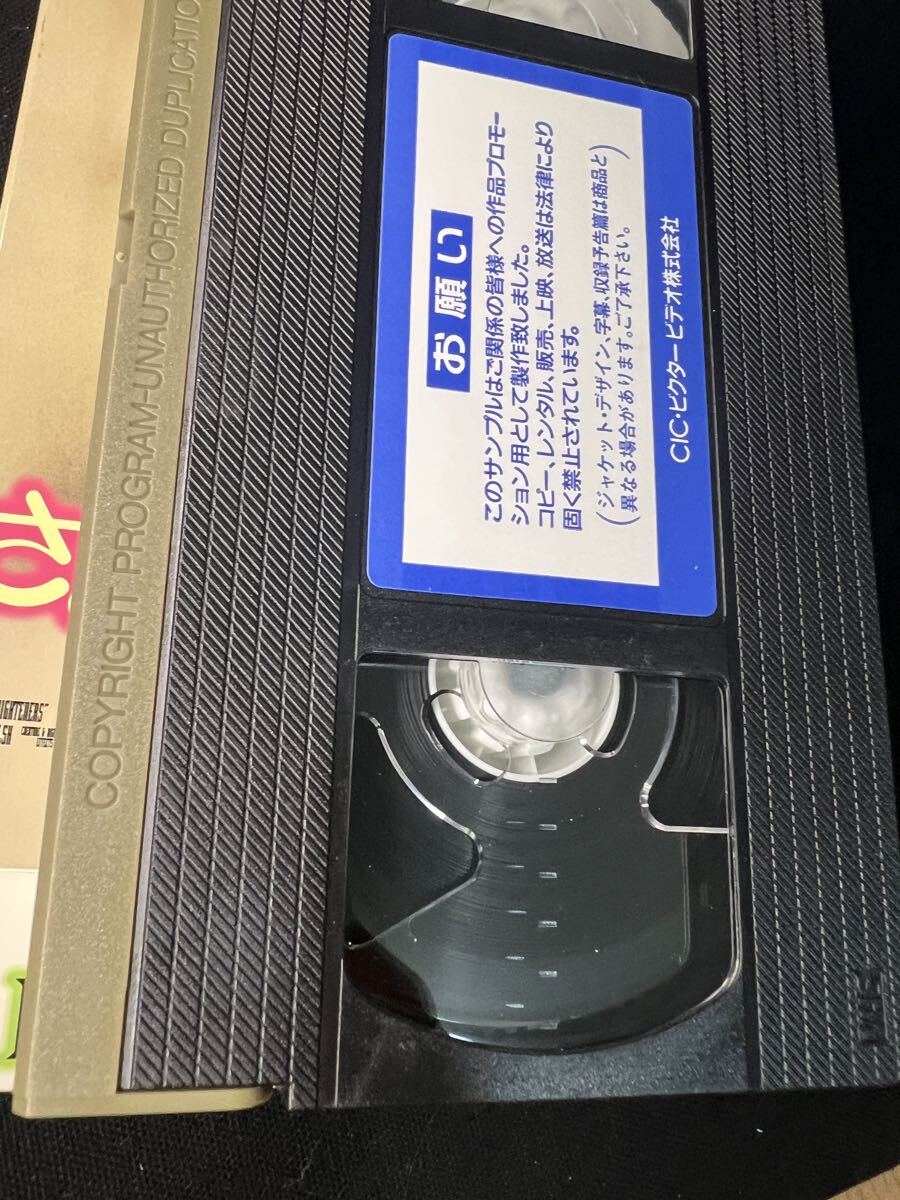 COPYRIGHT PROGRAM-UNAUTHORIZED DUPLICATION
お願い
このサンプルはご関係の皆様への作品プロモー
ション用として製作致しました。
コピー、レンタル、販売、上映、放送は法律により
固く禁止されています。
(ジャケット・デザイン、字幕、収録予告篇は商品と
異なる場合があります。ご了承下さい。)
CIC・ビクター ビデオ株式会社
VHS